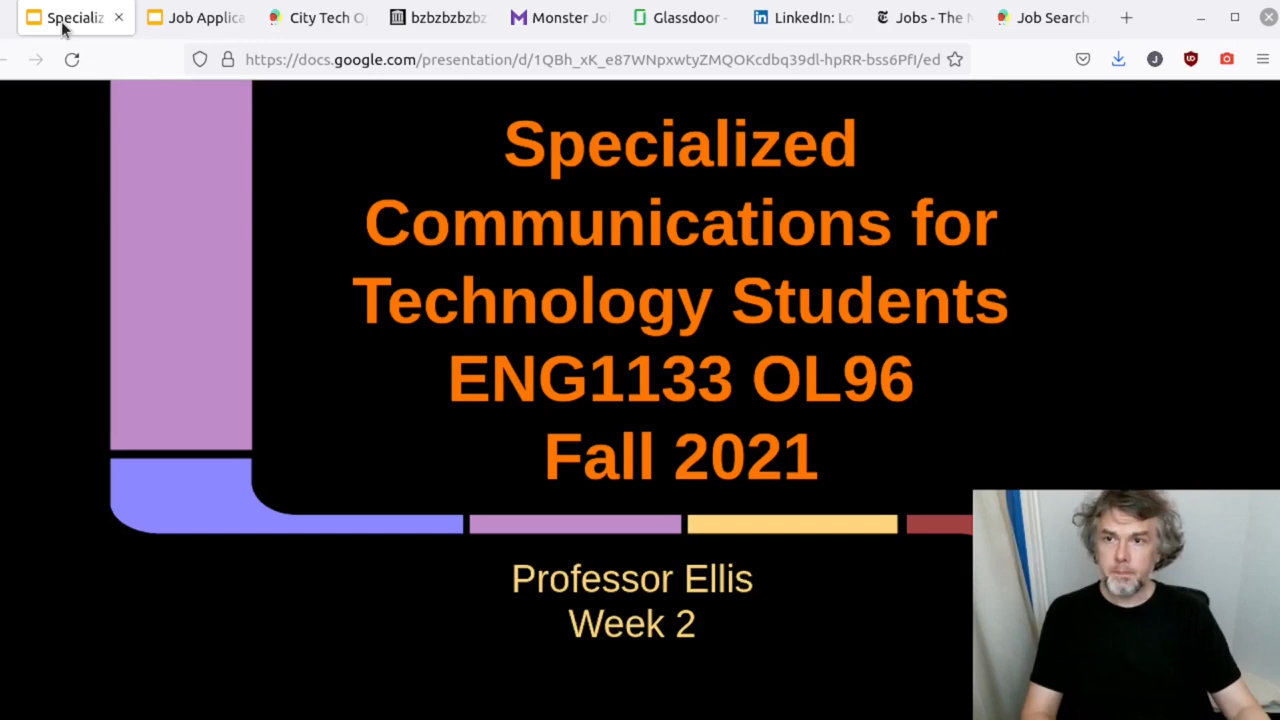 Specializ
Job Applica
City Tech O
bzbzbzbzbz
Monster Jo
Glassdoor -
LinkedIn: Lo
Jobs - The N
Job Search
https://docs.google.com/presentation/d/1QBh_xK_e87WNpxwtyZMQOKcdbq39dl-hpRR-bss6PfI/ed
Specialized
Communications for
Technology Students
ENG1133 OL96
Fall 2021
Professor Ellis
Week 2